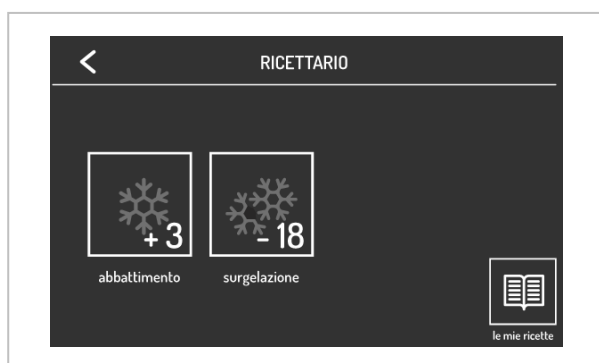 RICETTARIO
+ 3
- 18
abbattimento
surgelazione
le mie ricette